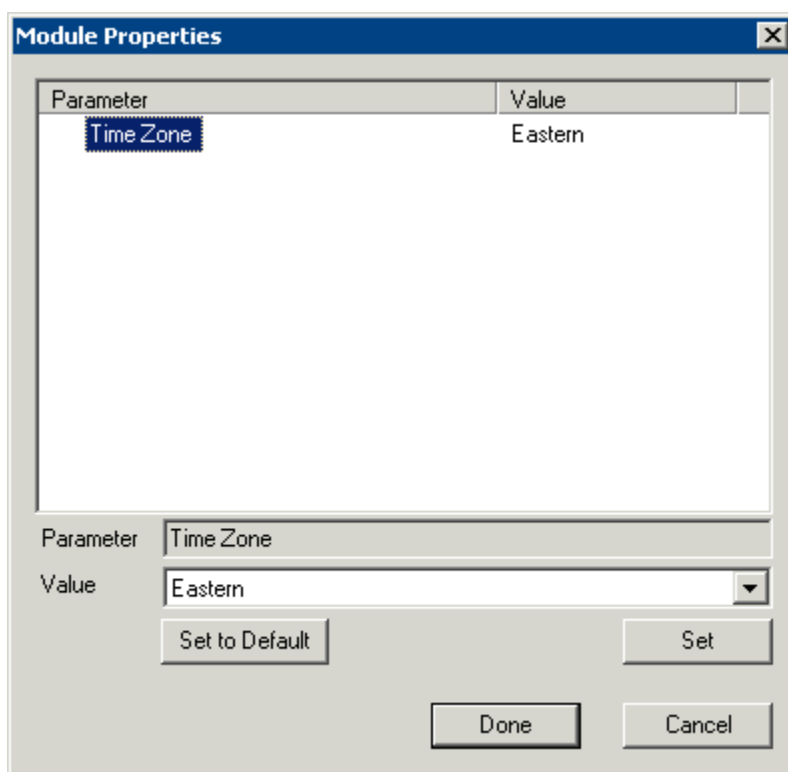 Module Properties
Parameter Value
Time Zone Eastern
Parameter Time Zone
Value Eastern
Set to Default Set
Done Cancel